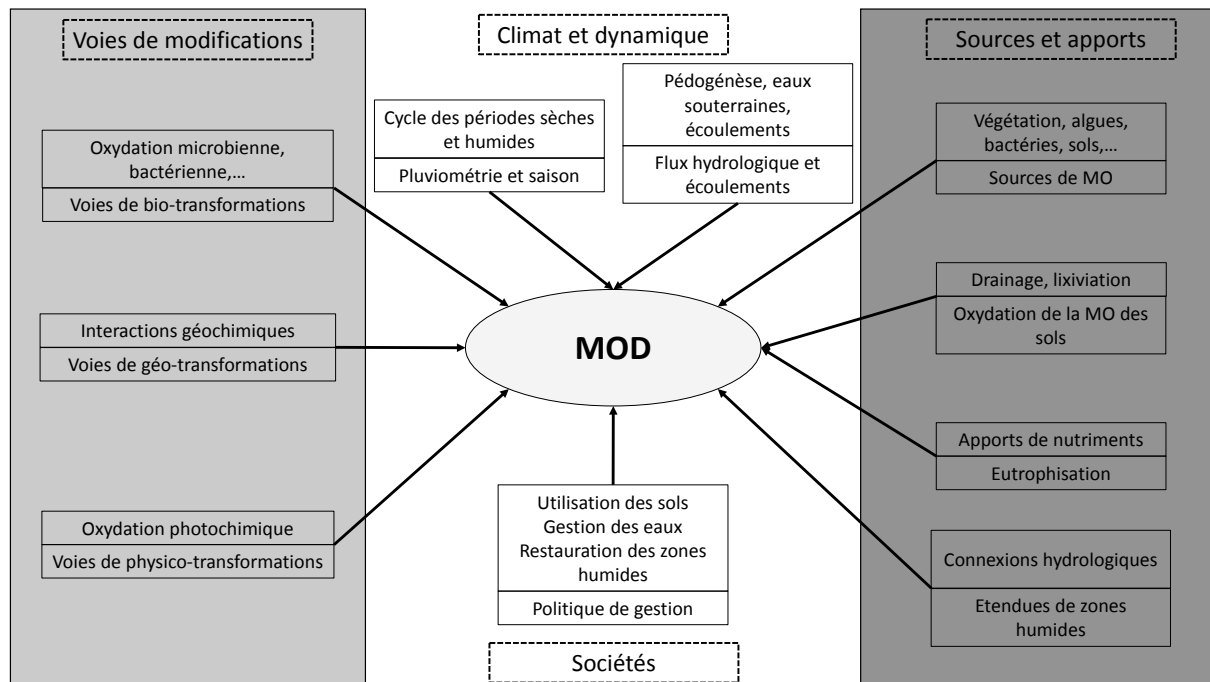 Voies de modifications
Oxydation microbienne,
bactérienne,...
Voies de bio-transformations
Interactions géochimiques
Voies de géo-transformations
Oxydation photochimique
Voies de physico-transformations
Climat et dynamique
Cycle des périodes sèches
et humides
Pluviométrie et saison
Pédogénèse, eaux
souterraines,
écoulements
Flux hydrologique et
écoulements
MOD
Utilisation des sols
Gestion des eaux
Restauration des zones
humides
Politique de gestion
Sociétés
Sources et apports
Végétation, algues,
bactéries, sols,...
Sources de MO
Drainage, lixiviation
Oxydation de la MO des
sols
Apports de nutriments
Eutrophisation
Connexions hydrologiques
Etendues de zones
humides